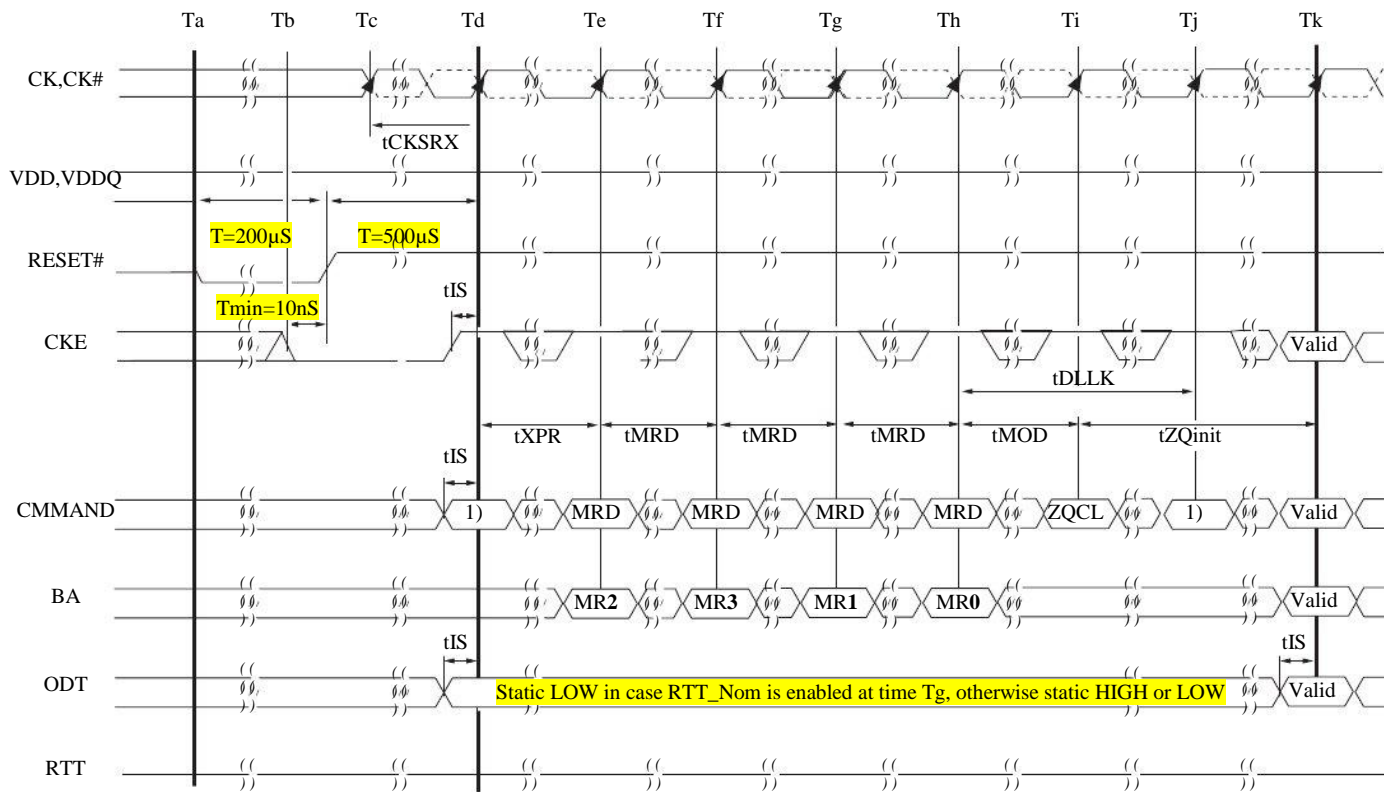 Ta Tb Tc Td Te Tf Tg Th Ti Tj Tk
CK,CK#
tCKSRX
VDD,VDDQ
T=200µS T=500µS
RESET#
Tmin=10nS tIS
CKE Valid
tDLLK
tXPR tMRD tMRD tMRD tMOD tZQinit
tIS
CMMAND 1) MRD MRD MRD MRD ZQCL 1) Valid
BA MR2 MR3 MR1 MR0 Valid
tIS tIS
ODT Static LOW in case RTT_Nom is enabled at time Tg, otherwise static HIGH or LOW Valid
RTT